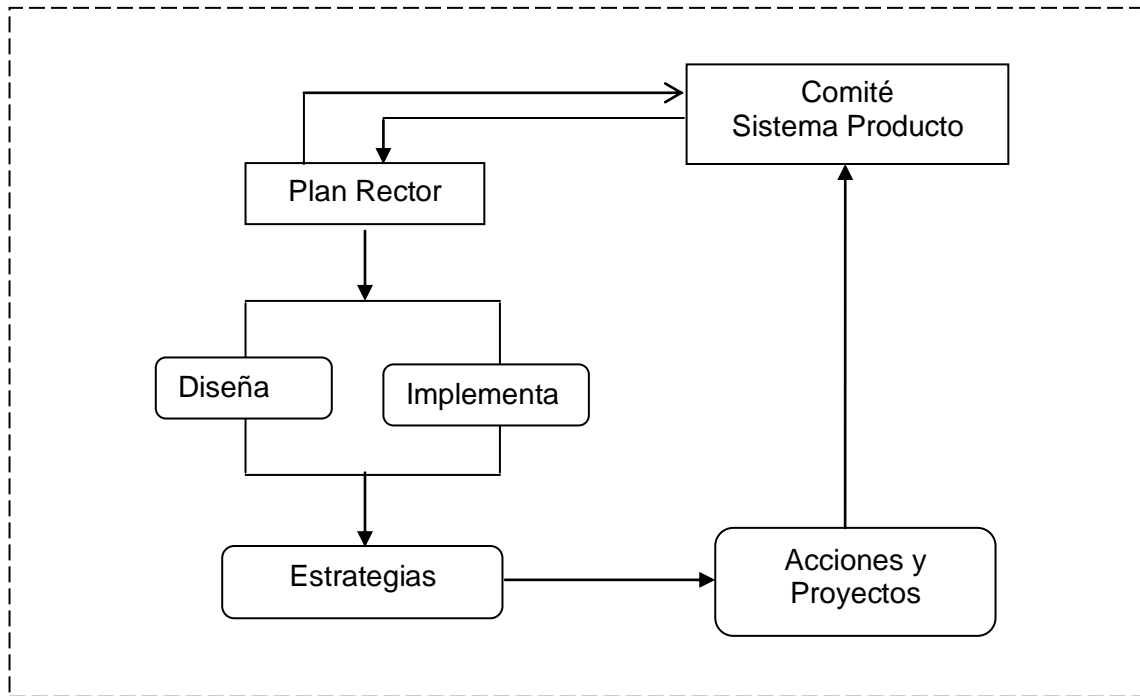 Comité
Sistema Producto
Plan Rector
Diseña
Implementa
Estrategias
Acciones y
Proyectos